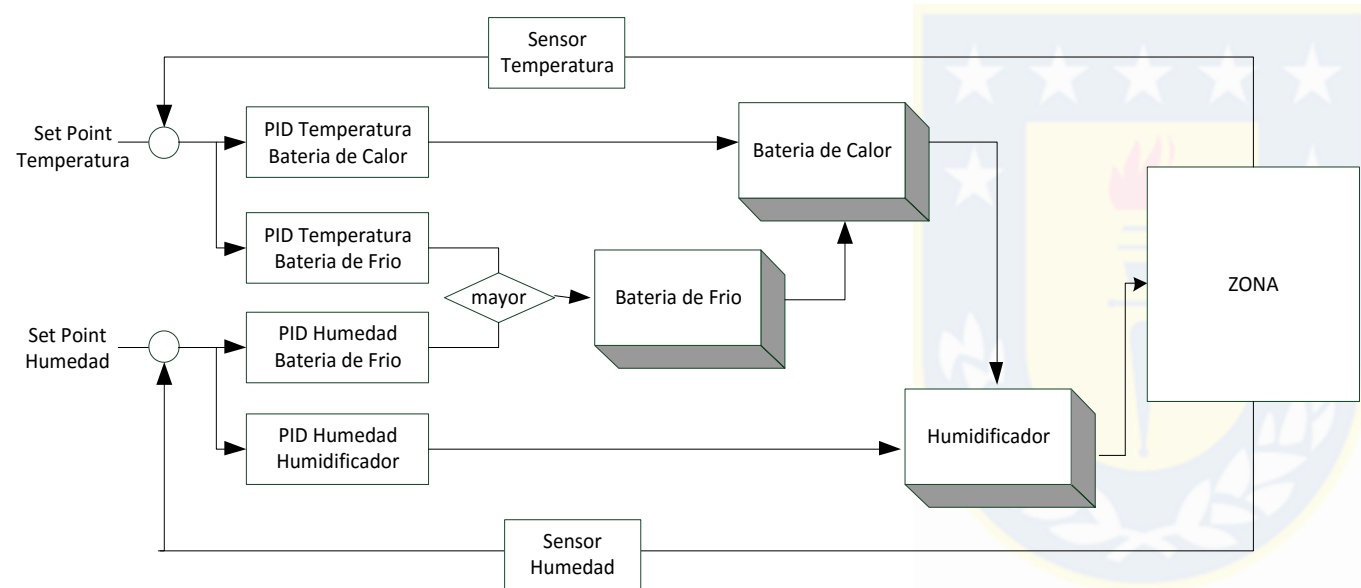 Sensor
Temperatura
Set Point
Temperatura
PID Temperatura
Bateria de Calor
Bateria de Calor
PID Temperatura
Bateria de Frio
mayor
Bateria de Frio
ZONA
Set Point
Humedad
PID Humedad
Bateria de Frio
PID Humedad
Humidificador
Humidificador
Sensor
Humedad